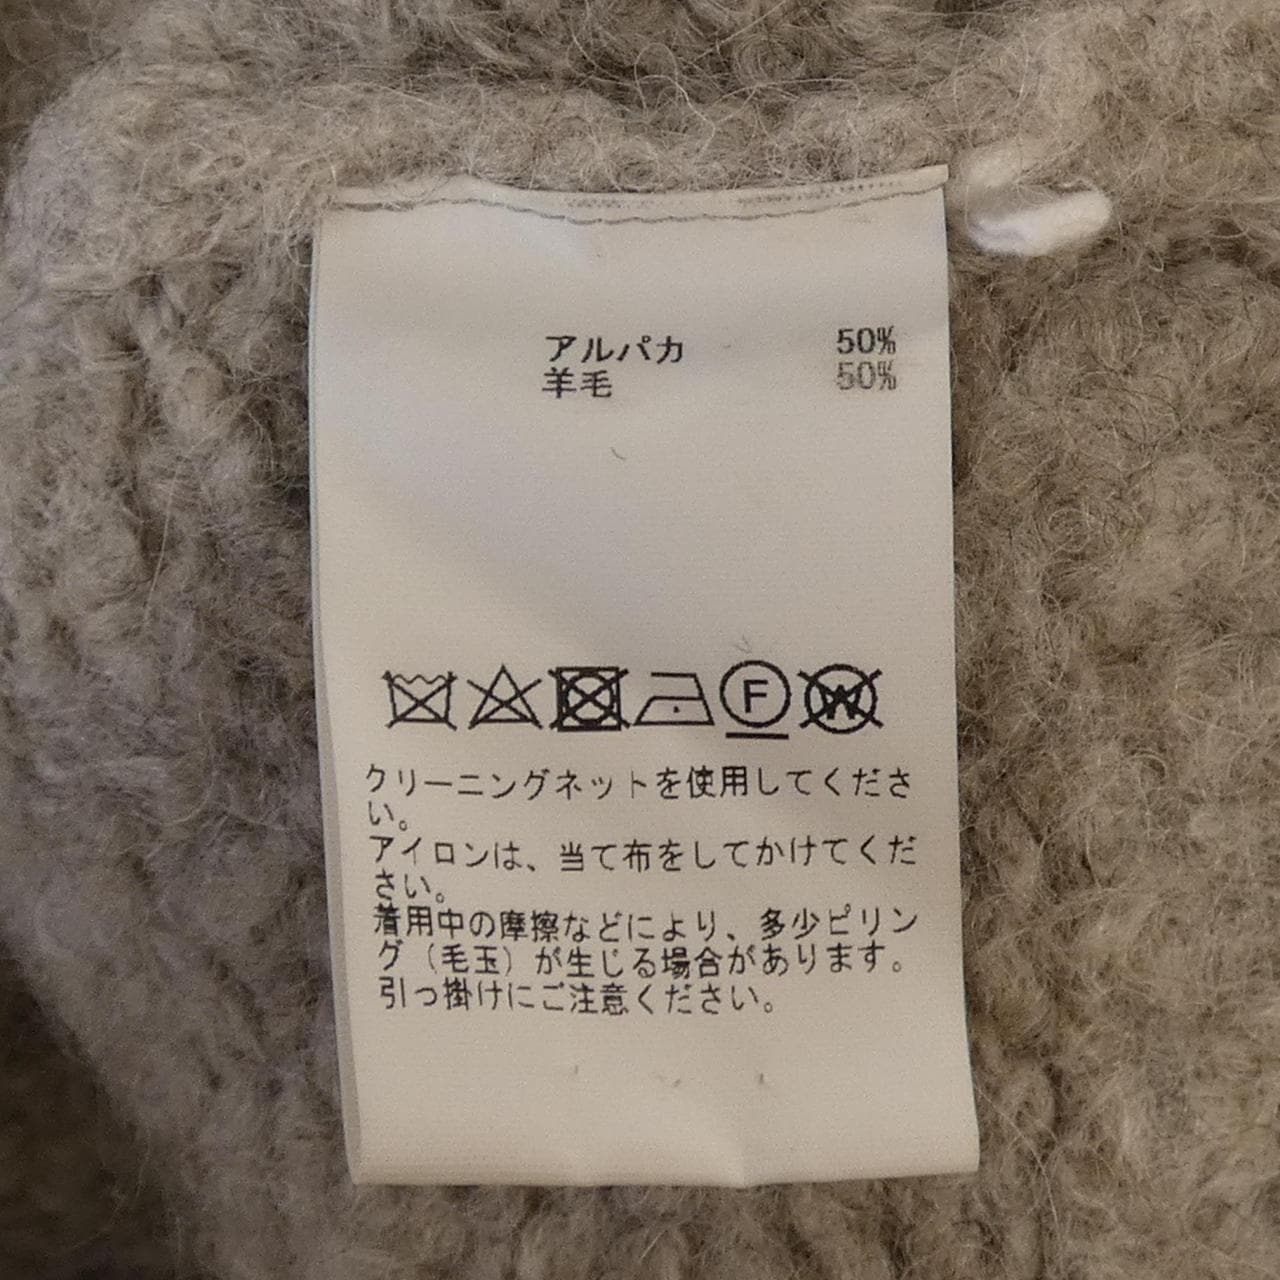 アルパカ 50%
羊毛 50%
F W
クリーニングネットを使用してくださ
い。
アイロンは、当て布をしてかけてくだ
さい。
着用中の摩擦などにより、多少ピリン
グ（毛玉）が生じる場合があります。
引っ掛けにご注意ください。